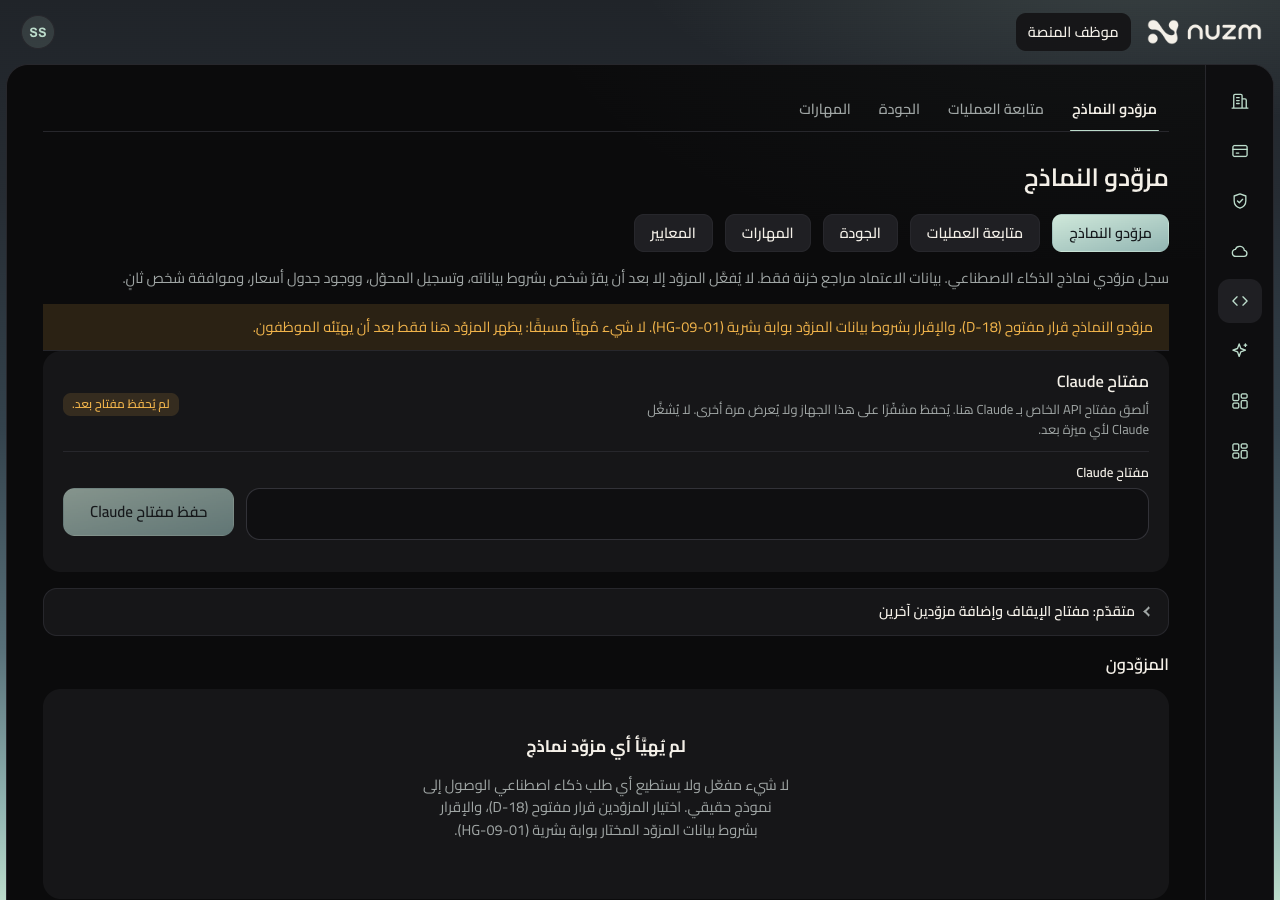 nuzm
موظف المنصة
SS
مزوّدو النماذج
متابعة العمليات
الجودة
المهارات
مزوّدو النماذج
مزوّدو النماذج
متابعة العمليات
الجودة
المهارات
المعايير
سجل مزوّدي نماذج الذكاء الاصطناعي. بيانات الاعتماد مراجع خزنة فقط. لا يُفعَّل المزوّد إلا بعد أن يقرّ شخص بشروط بياناته، وتسجيل المحوّل، ووجود جدول أسعار، وموافقة شخص ثانٍ.
مزوّدو النماذج قرار مفتوح (D-18)، والإقرار بشروط بيانات المزوّد بوابة بشرية (HG-09-01). لا شيء مُهيَّأ مسبقًا: يظهر المزوّد هنا فقط بعد أن يهيّئه الموظفون.
مفتاح Claude
ألصق مفتاح API الخاص بـ Claude هنا. يُحفظ مشفّرًا على هذا الجهاز ولا يُعرض مرة أخرى. لا يُشغَّل
Claude لأي ميزة بعد.
لم يُحفظ مفتاح بعد.
مفتاح Claude
حفظ مفتاح Claude
متقدّم: مفتاح الإيقاف وإضافة مزوّدين آخرين
المزوّدون
لم يُهيَّأ أي مزوّد نماذج
لا شيء مفعّل ولا يستطيع أي طلب ذكاء اصطناعي الوصول إلى
نموذج حقيقي. اختيار المزوّدين قرار مفتوح (D-18)، والإقرار
بشروط بيانات المزوّد المختار بوابة بشرية (HG-09-01).